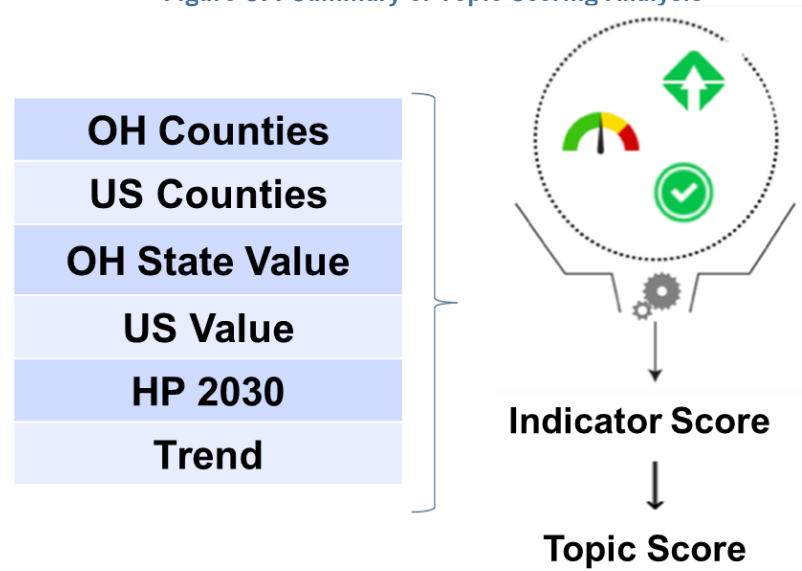 OH Counties
US Counties
OH State Value
US Value
HP 2030
Trend
Indicator Score
Topic Score